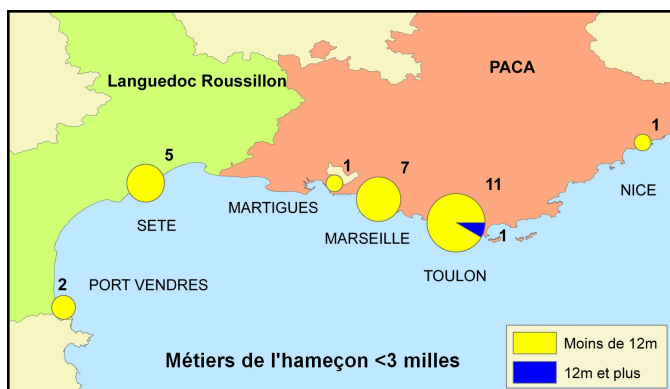 Languedoc Roussillon
PACA
5
1
7
11
1
SETE
MARTIGUES
MARSEILLE
1
TOULON
NICE
2
PORT VENDRES
Métiers de l'hameçon <3 milles
Moins de 12m
12m et plus